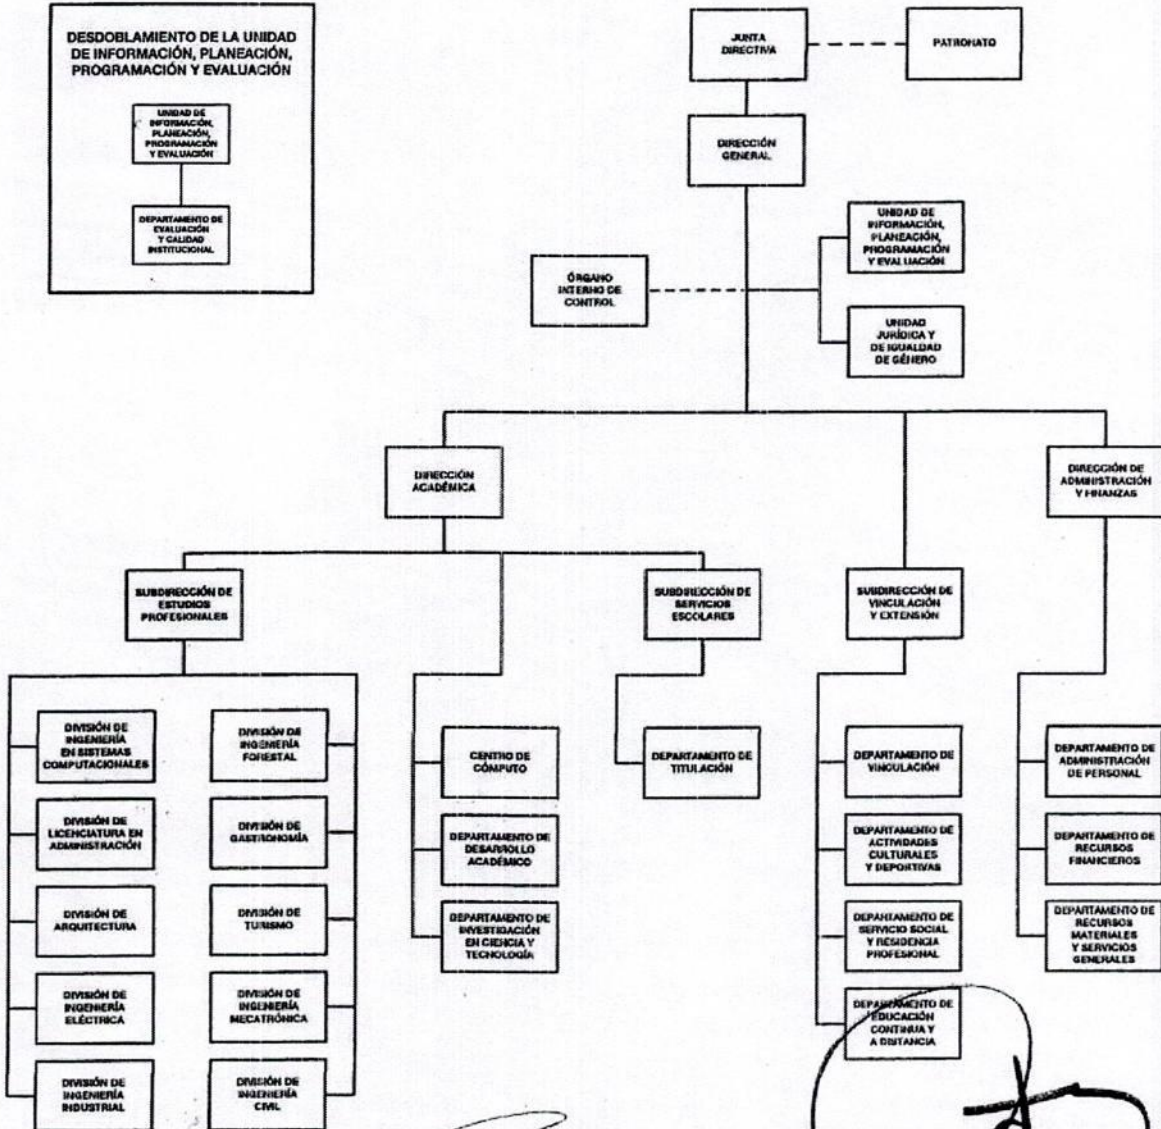 DESDOBLAMIENTO DE LA UNIDAD
DE INFORMACIÓN, PLANEACIÓN,
PROGRAMACIÓN Y EVALUACIÓN
UNIDAD DE
INFORMACIÓN,
PLANEACIÓN,
PROGRAMACIÓN
Y EVALUACIÓN
DEPARTAMENTO DE
EVALUACIÓN
Y CALIDAD
INSTITUCIONAL
JUNTA
DIRECTIVA
PATRONATO
DIRECCIÓN
GENERAL
UNIDAD DE
INFORMACIÓN,
PLANEACIÓN,
PROGRAMACIÓN
Y EVALUACIÓN
ÓRGANO
INTERNO DE
CONTROL
UNIDAD
JURÍDICA Y
DE IGUALDAD
DE GÉNERO
DIRECCIÓN
ACADÉMICA
DIRECCIÓN DE
ADMINISTRACIÓN
Y FINANZAS
SUBDIRECCIÓN DE
ESTUDIOS
PROFESIONALES
SUBDIRECCIÓN DE
SERVICIOS
ESCOLARES
SUBDIRECCIÓN DE
VINCULACIÓN
Y EXTENSIÓN
DIVISIÓN DE
INGENIERÍA
EN SISTEMAS
COMPUTACIONALES
DIVISIÓN DE
INGENIERÍA
FORESTAL
DIVISIÓN DE
LICENCIATURA EN
ADMINISTRACIÓN
DIVISIÓN DE
GASTRONOMÍA
DIVISIÓN DE
ARQUITECTURA
DIVISIÓN DE
TURISMO
DIVISIÓN DE
INGENIERÍA
ELÉCTRICA
DIVISIÓN DE
INGENIERÍA
MECATRÓNICA
DIVISIÓN DE
INGENIERÍA
INDUSTRIAL
DIVISIÓN DE
INGENIERÍA
CIVIL
CENTRO DE
CÓMPUTO
DEPARTAMENTO DE
DESARROLLO
ACADÉMICO
DEPARTAMENTO DE
INVESTIGACIÓN
EN CIENCIA Y
TECNOLOGÍA
DEPARTAMENTO DE
TITULACIÓN
DEPARTAMENTO DE
VINCULACIÓN
DEPARTAMENTO DE
ACTIVIDADES
CULTURALES
Y DEPORTIVAS
DEPARTAMENTO DE
SERVICIO SOCIAL
Y RESIDENCIA
PROFESIONAL
DEPARTAMENTO DE
EDUCACIÓN
CONTINUA Y
A DISTANCIA
DEPARTAMENTO DE
ADMINISTRACIÓN
DE PERSONAL
DEPARTAMENTO DE
RECURSOS
FINANCIEROS
DEPARTAMENTO DE
RECURSOS
MATERIALES
Y SERVICIOS
GENERALES